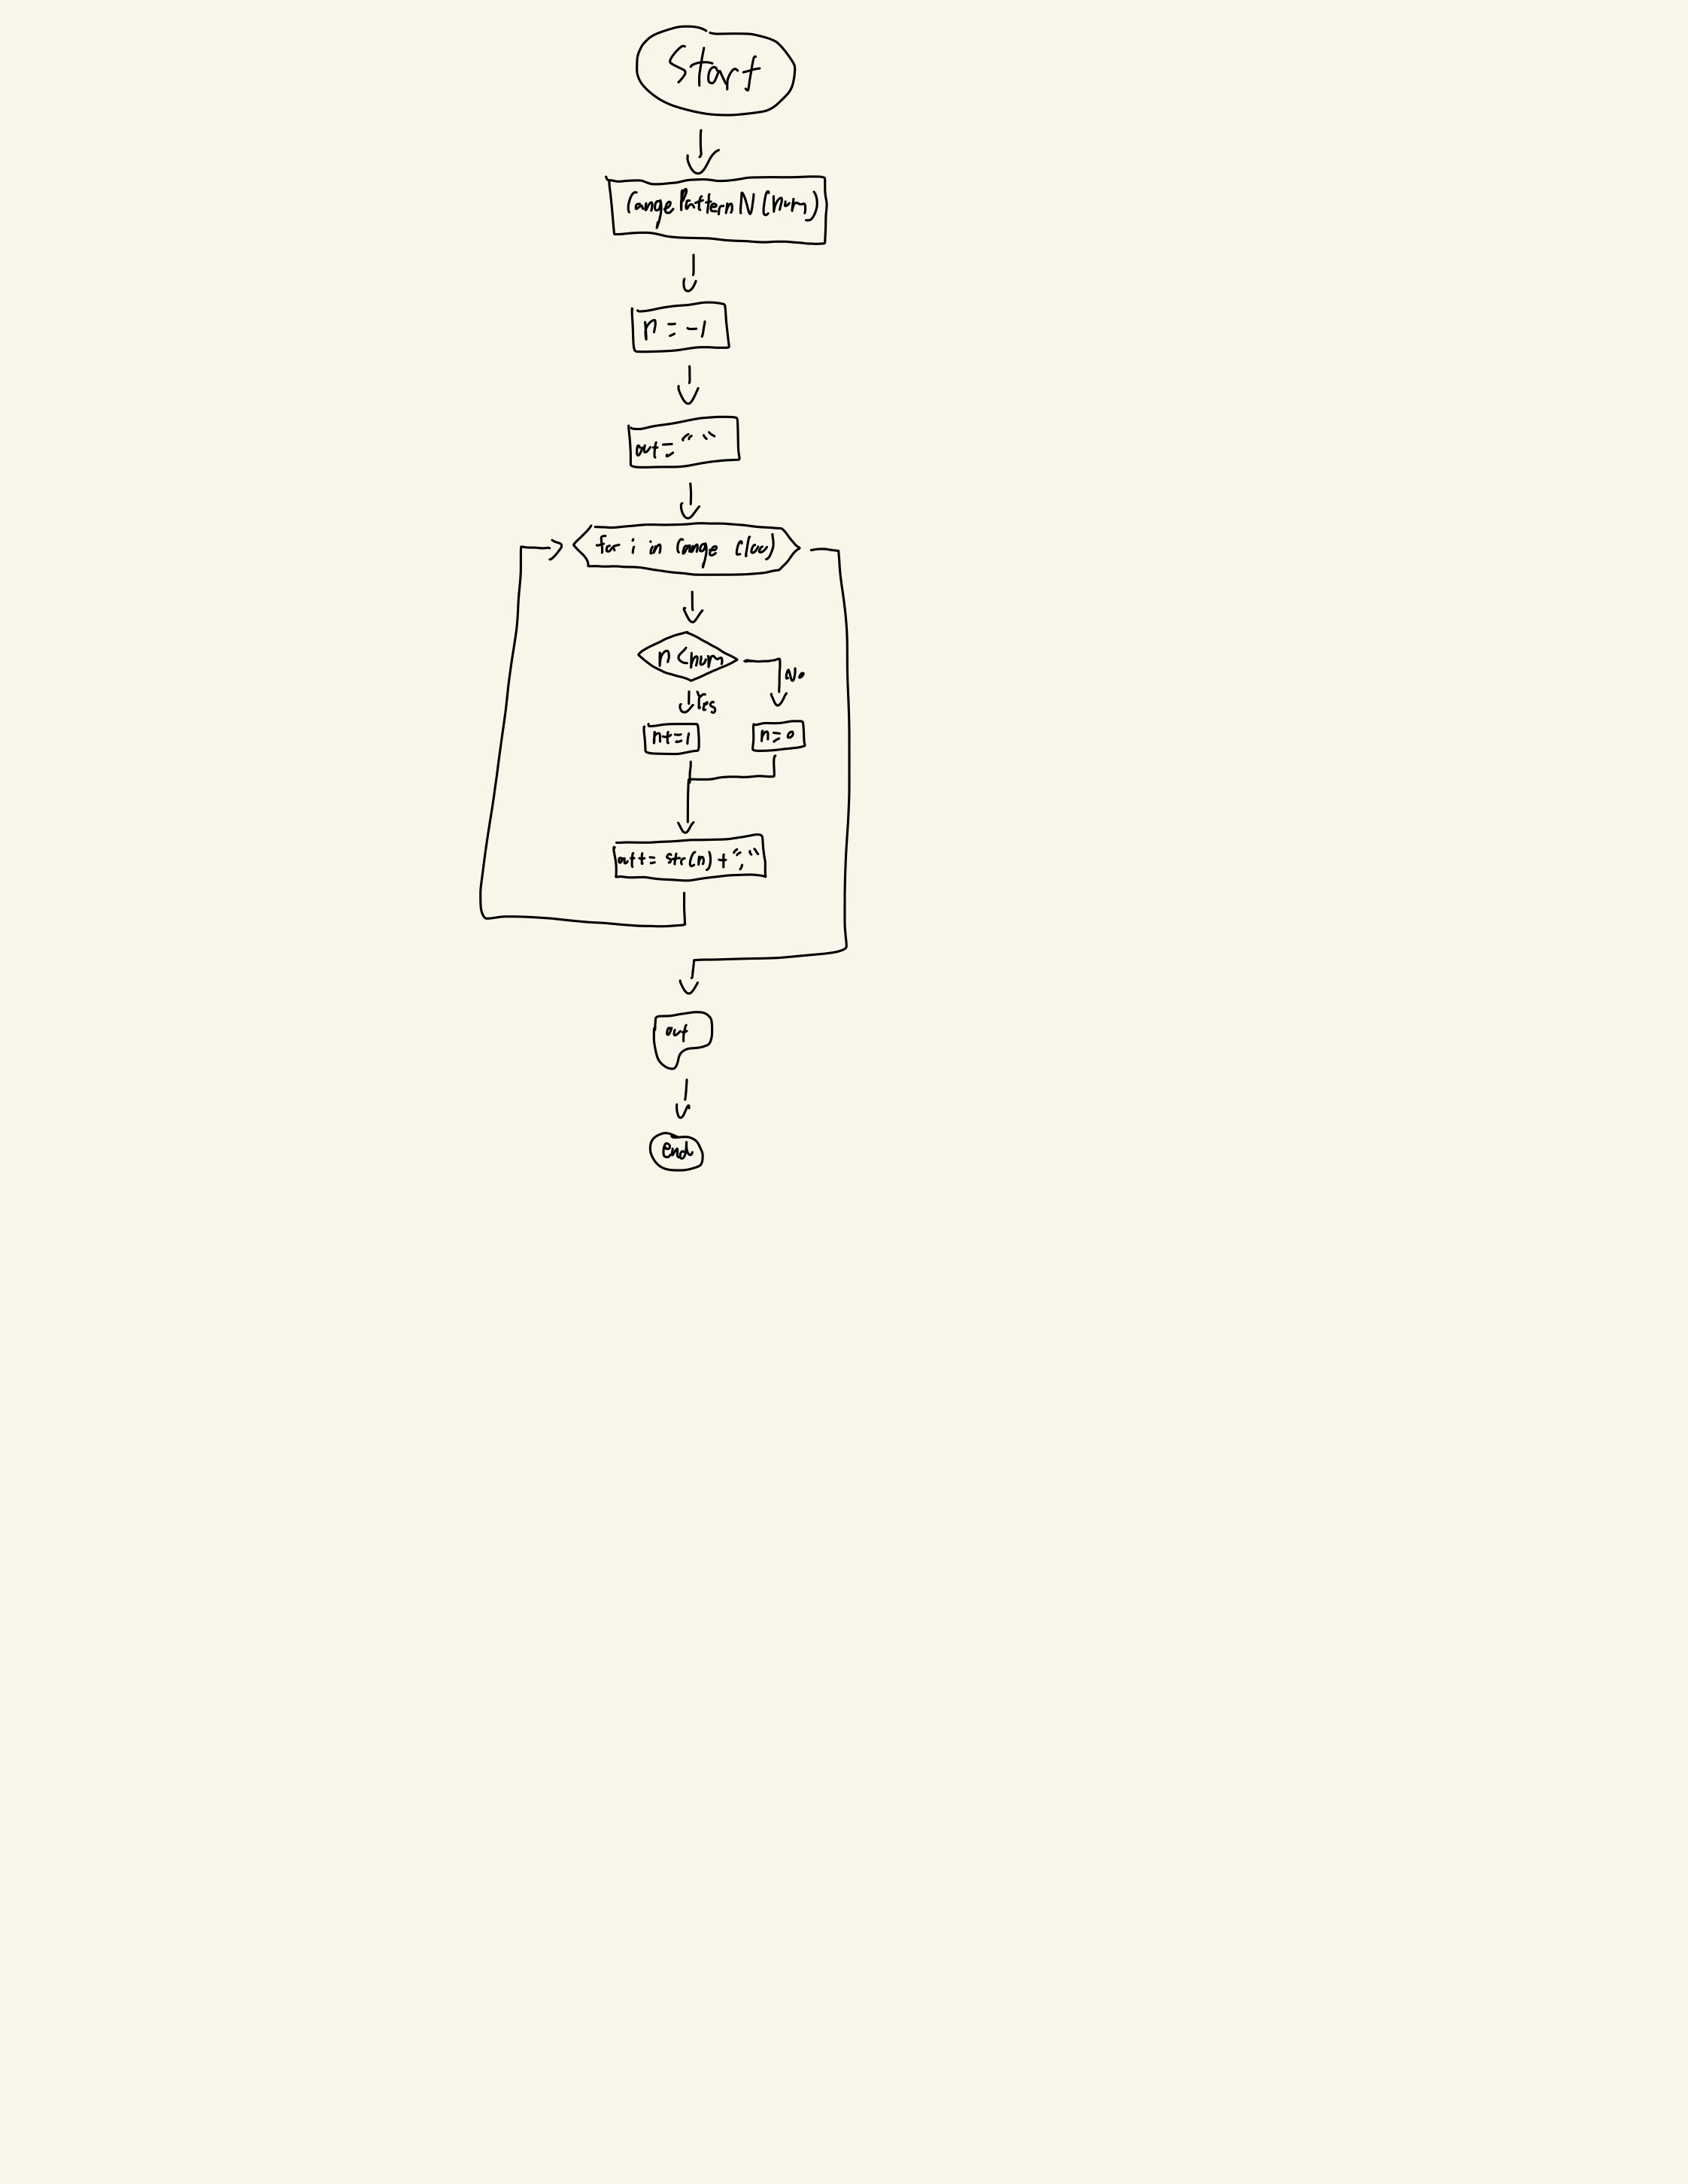 Start
rangePatternN(num)
n = -1
out = “ “
for i in range (100)
n < num
No
Yes
n+=1
n=0
out+= str(n) + “,“
out
end